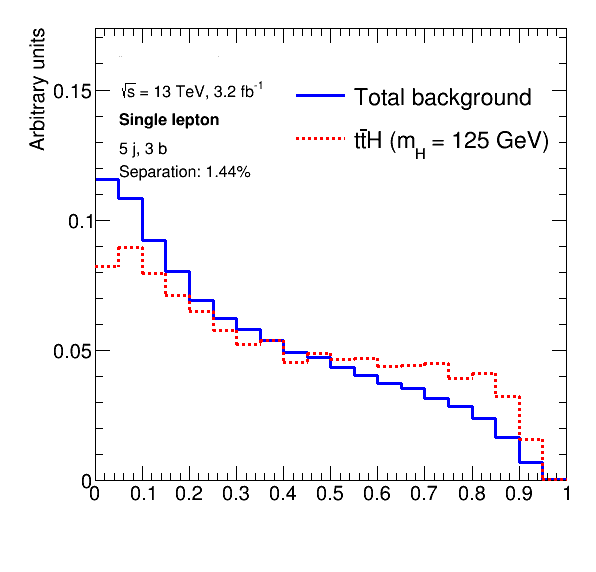 Arbitrary units
√s = 13 TeV, 3.2 fb⁻¹
Single lepton
5 j, 3 b
Separation: 1.44%
Total background
tt̄H (m_H = 125 GeV)
0.15
0.1
0.05
0
0 0.1 0.2 0.3 0.4 0.5 0.6 0.7 0.8 0.9 1